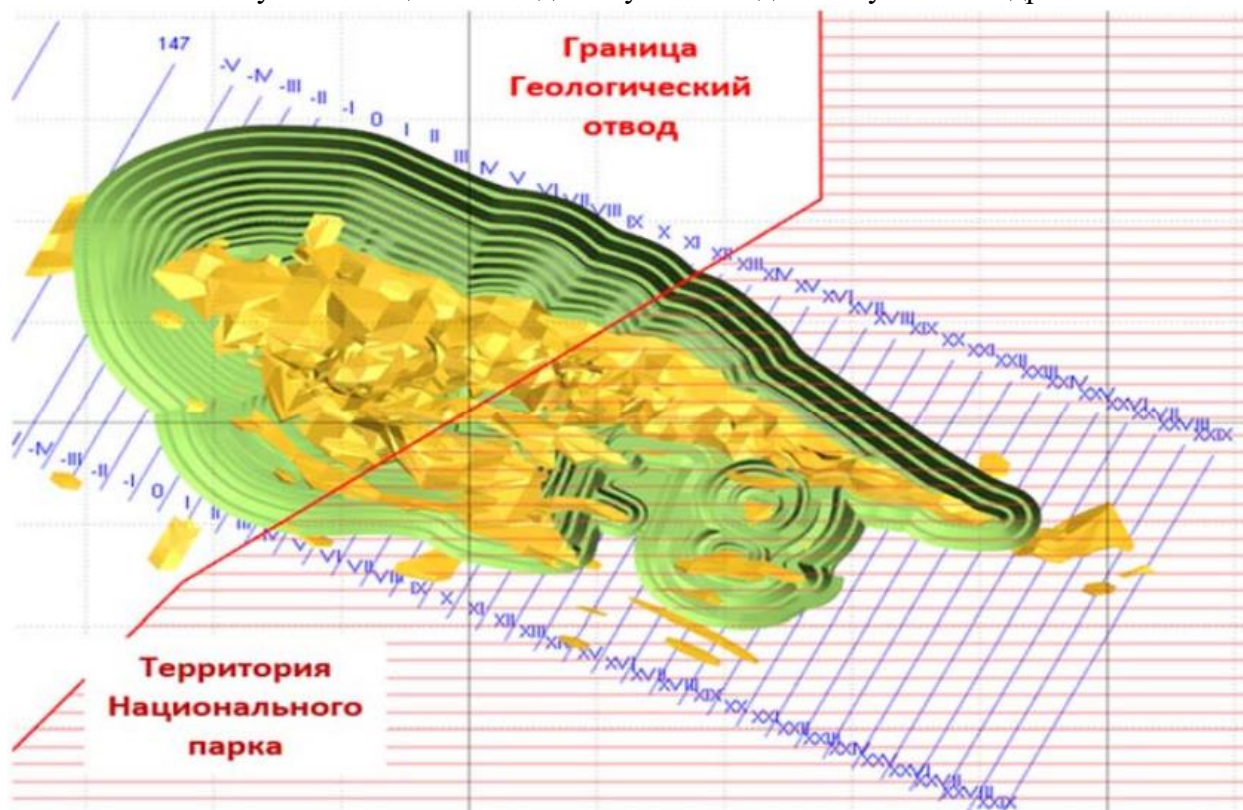 147
-V -IV -III -II -I 0 I II III IV V VI VII VIII IX X XI XII XIII XIV XV XVI XVII XVIII XIX XX XXI XXII XXIII XXIV XXV XXVI XXVII XXVIII XXIX
Граница
Геологический
отвод
-IV -III -II -I 0 I II III IV V VI VII VIII IX X XI XII XIII XIV XV XVI XVII XVIII XIX XX XXI XXII XXIII XXIV XXV XXVI XXVII XXVIII XXIX
Территория
Национального
парка